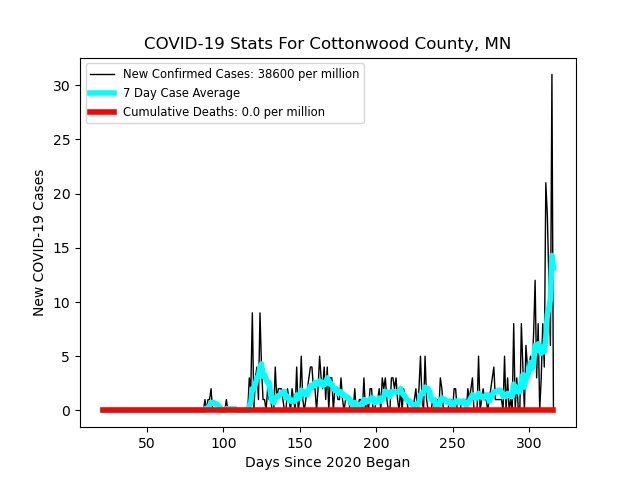 COVID-19 Stats For Cottonwood County, MN
New Confirmed Cases: 38600 per million
7 Day Case Average
Cumulative Deaths: 0.0 per million
New COVID-19 Cases
30
25
20
15
10
5
0
50 100 150 200 250 300
Days Since 2020 Began